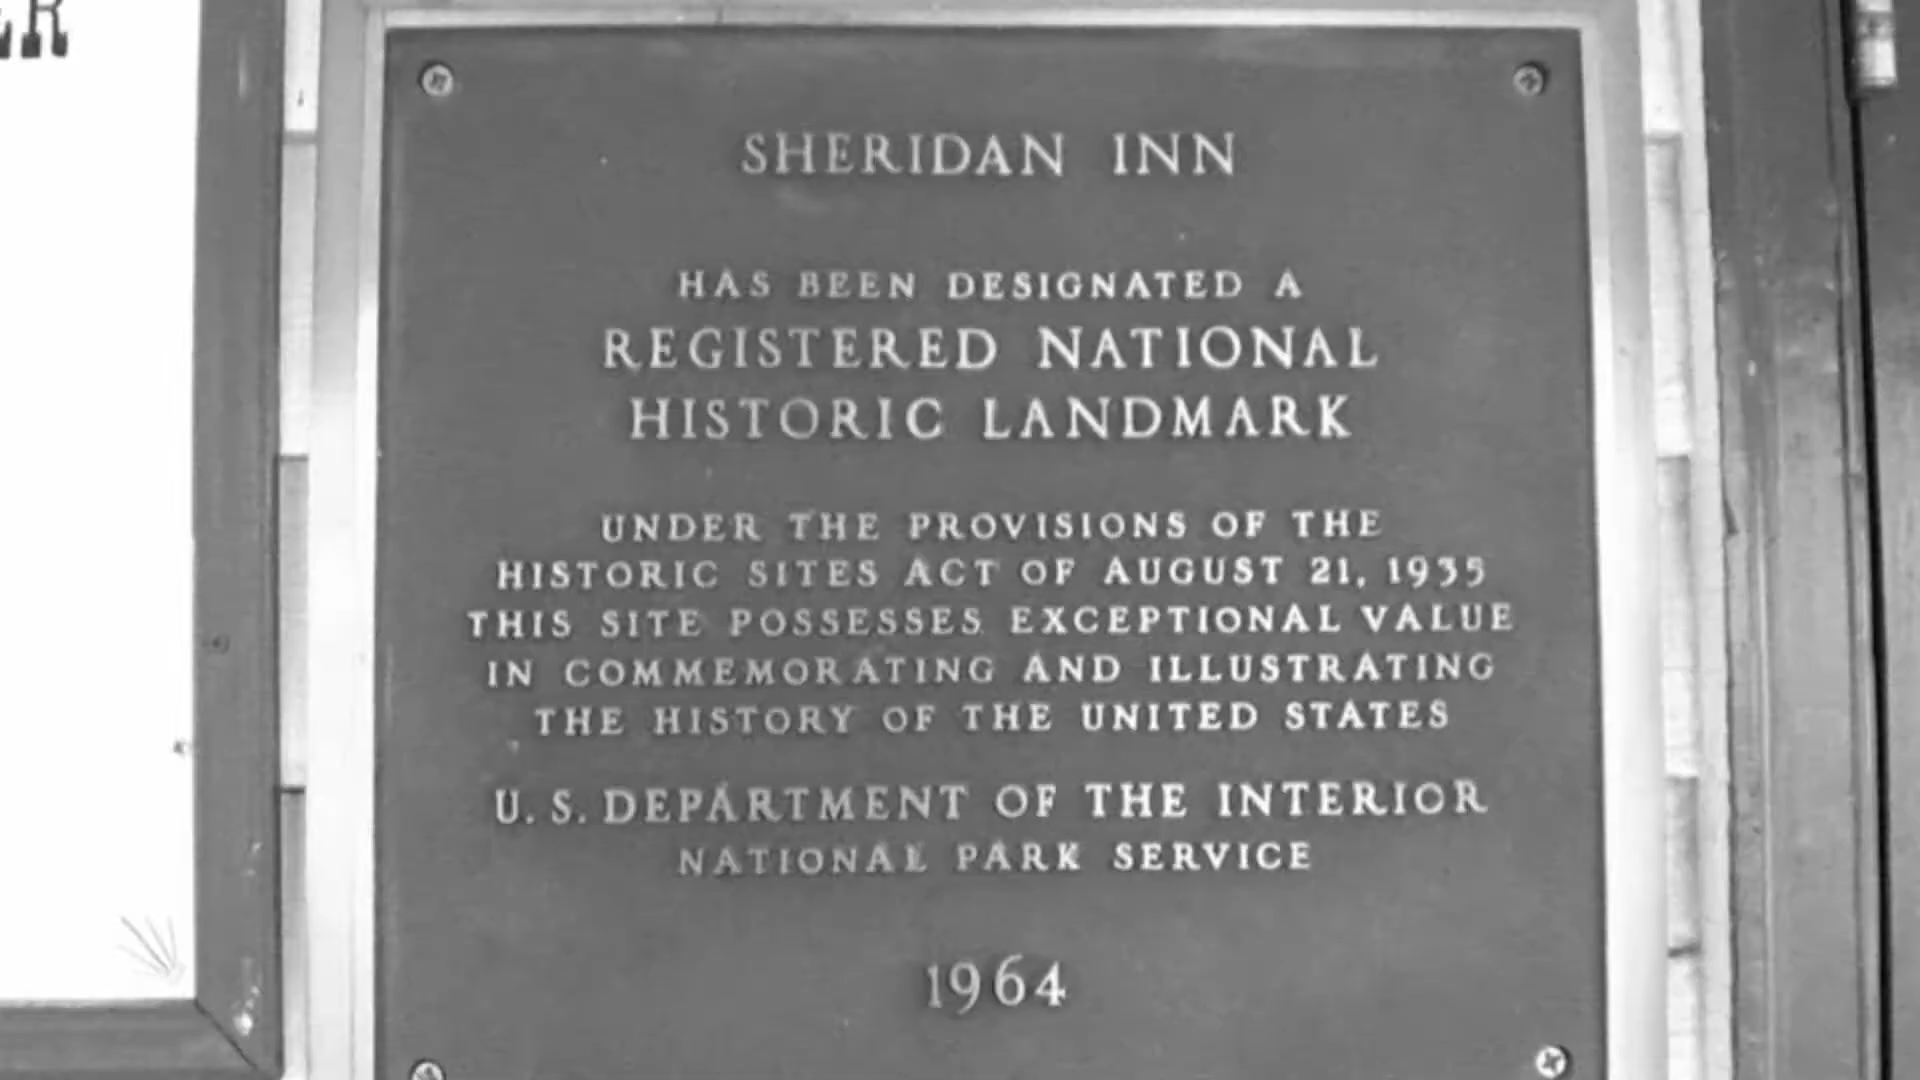 SHERIDAN INN
HAS BEEN DESIGNATED A
REGISTERED NATIONAL
HISTORIC LANDMARK
UNDER THE PROVISIONS OF THE
HISTORIC SITES ACT OF AUGUST 21, 1935
THIS SITE POSSESSES EXCEPTIONAL VALUE
IN COMMEMORATING AND ILLUSTRATING
THE HISTORY OF THE UNITED STATES
U. S. DEPARTMENT OF THE INTERIOR
NATIONAL PARK SERVICE
1964